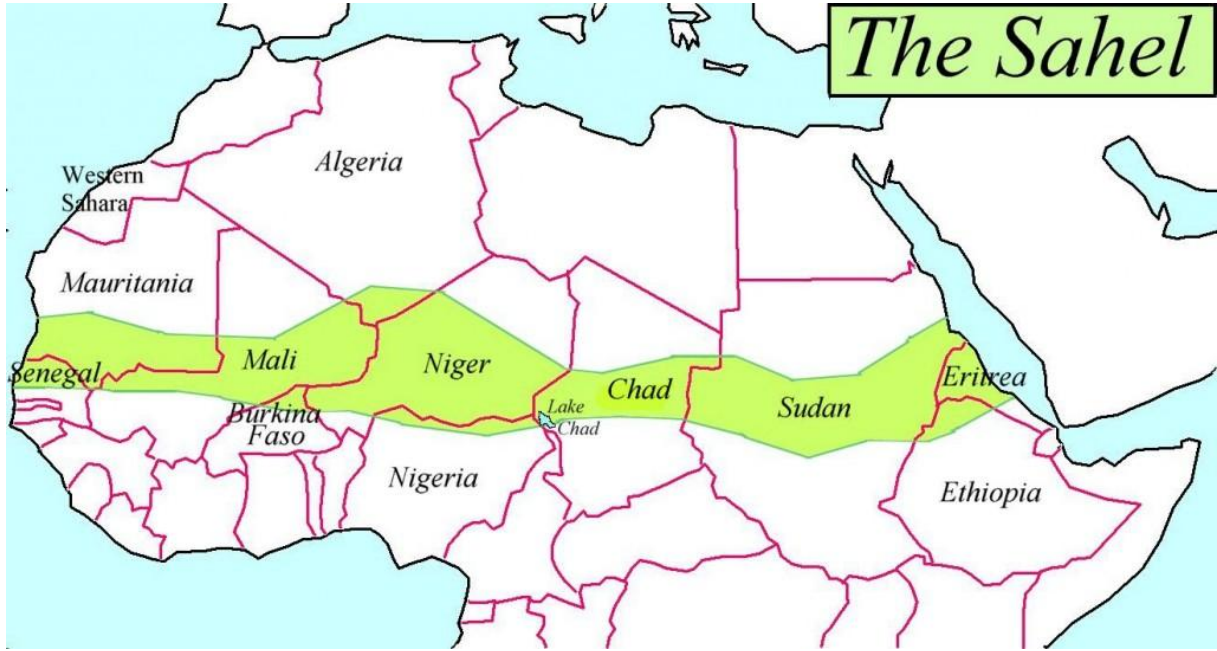 The Sahel
Algeria
Western
Sahara
Mauritania
Senegal
Mali
Niger
Chad
Sudan
Eritrea
Burkina
Faso
Lake
Chad
Nigeria
Ethiopia